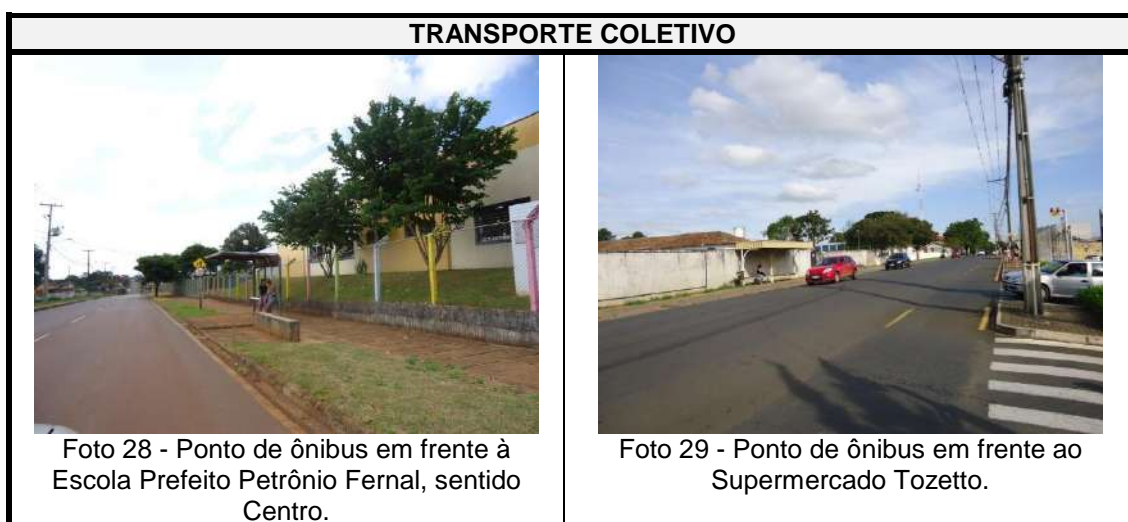 TRANSPORTE COLETIVO
Foto 28 - Ponto de ônibus em frente à
Escola Prefeito Petrônio Fernal, sentido
Centro.
Foto 29 - Ponto de ônibus em frente ao
Supermercado Tozetto.